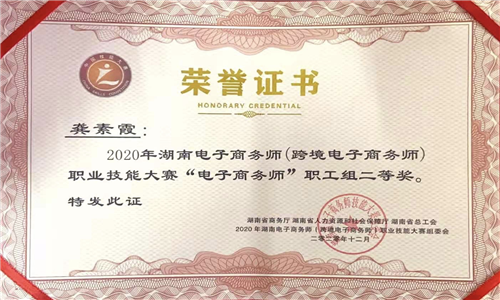 荣誉证书
HONORARY CREDENTIAL
龚素霞:
2020年湖南电子商务师(跨境电子商务师)
职业技能大赛“电子商务师”职工组二等奖。
特发此证
湖南省商务厅 湖南省人力资源和社会保障厅 湖南省总工会
2020年湖南电子商务师(跨境电子商务师)职业技能大赛组委会
二〇二〇年十二月